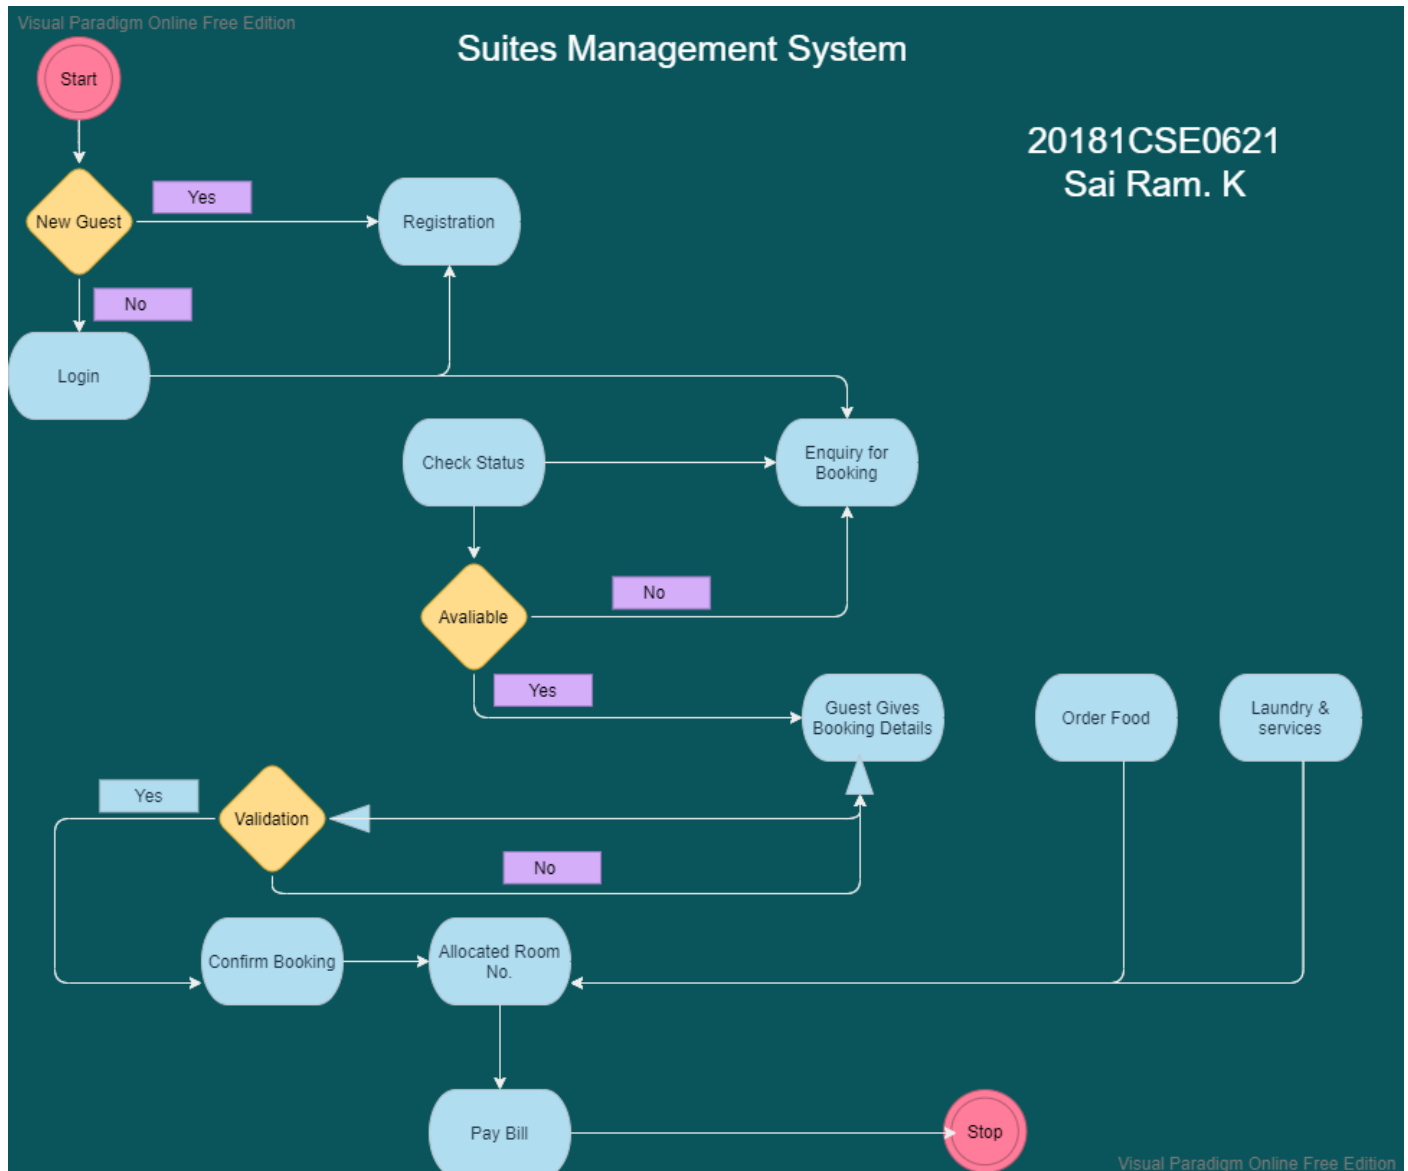 Visual Paradigm Online Free Edition
Suites Management System
Start
20181CSE0621
Sai Ram. K
Yes
New Guest
Registration
No
Login
Check Status
Enquiry for
Booking
No
Avaliable
Yes
Guest Gives
Booking Details
Order Food
Laundry &
services
Yes
Validation
No
Confirm Booking
Allocated Room
No.
Pay Bill
Stop
Visual Paradigm Online Free Edition